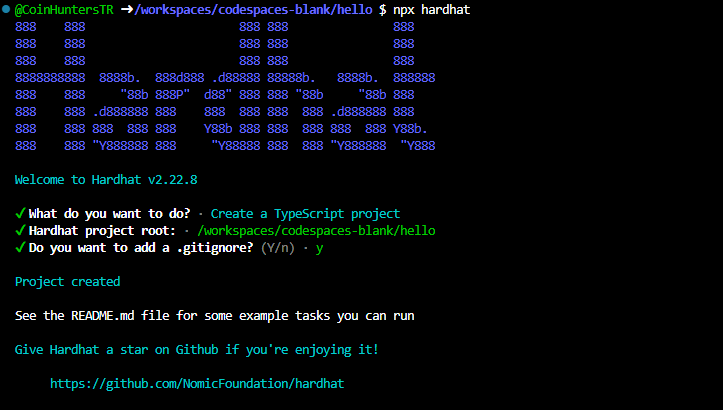 @CoinHuntersTR ➜/workspaces/codespaces-blank/hello $ npx hardhat
888    888                      888 888               888
888    888                      888 888               888
888    888                      888 888               888
8888888888  8888b.  888d888 .d88888 88888b.   8888b.  888888
888    888     "88b 888P"  d88" 888 888 "88b     "88b 888
888    888 .d888888 888    888  888 888  888 .d888888 888
888    888 888  888 888    Y88b 888 888  888 888  888 Y88b.
888    888 "Y888888 888     "Y88888 888  888 "Y888888  "Y888
Welcome to Hardhat v2.22.8
✔ What do you want to do? · Create a TypeScript project
✔ Hardhat project root: · /workspaces/codespaces-blank/hello
✔ Do you want to add a .gitignore? (Y/n) · y
Project created
See the README.md file for some example tasks you can run
Give Hardhat a star on Github if you're enjoying it!
https://github.com/NomicFoundation/hardhat